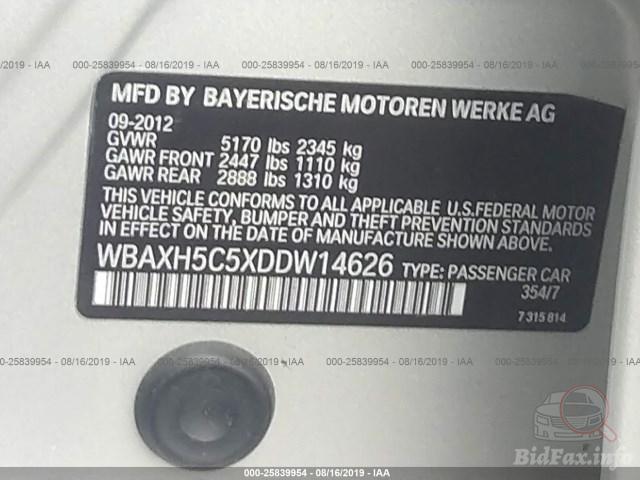 000-25839954 - 08/16/2019 - IAA
MFD BY BAYERISCHE MOTOREN WERKE AG
09-2012
GVWR 5170 lbs 2345 kg
GAWR FRONT 2447 lbs 1110 kg
GAWR REAR 2888 lbs 1310 kg
THIS VEHICLE CONFORMS TO ALL APPLICABLE U.S.FEDERAL MOTOR
VEHICLE SAFETY, BUMPER AND THEFT PREVENTION STANDARDS
IN EFFECT ON THE DATE OF MANUFACTURE SHOWN ABOVE.
WBAXH5C5XDDW14626 TYPE: PASSENGER CAR
354/7
7 315 814
000-25839954 - 08/16/2019 - IAA
BidFax.info
000-25839954 - 08/16/2019 - IAA